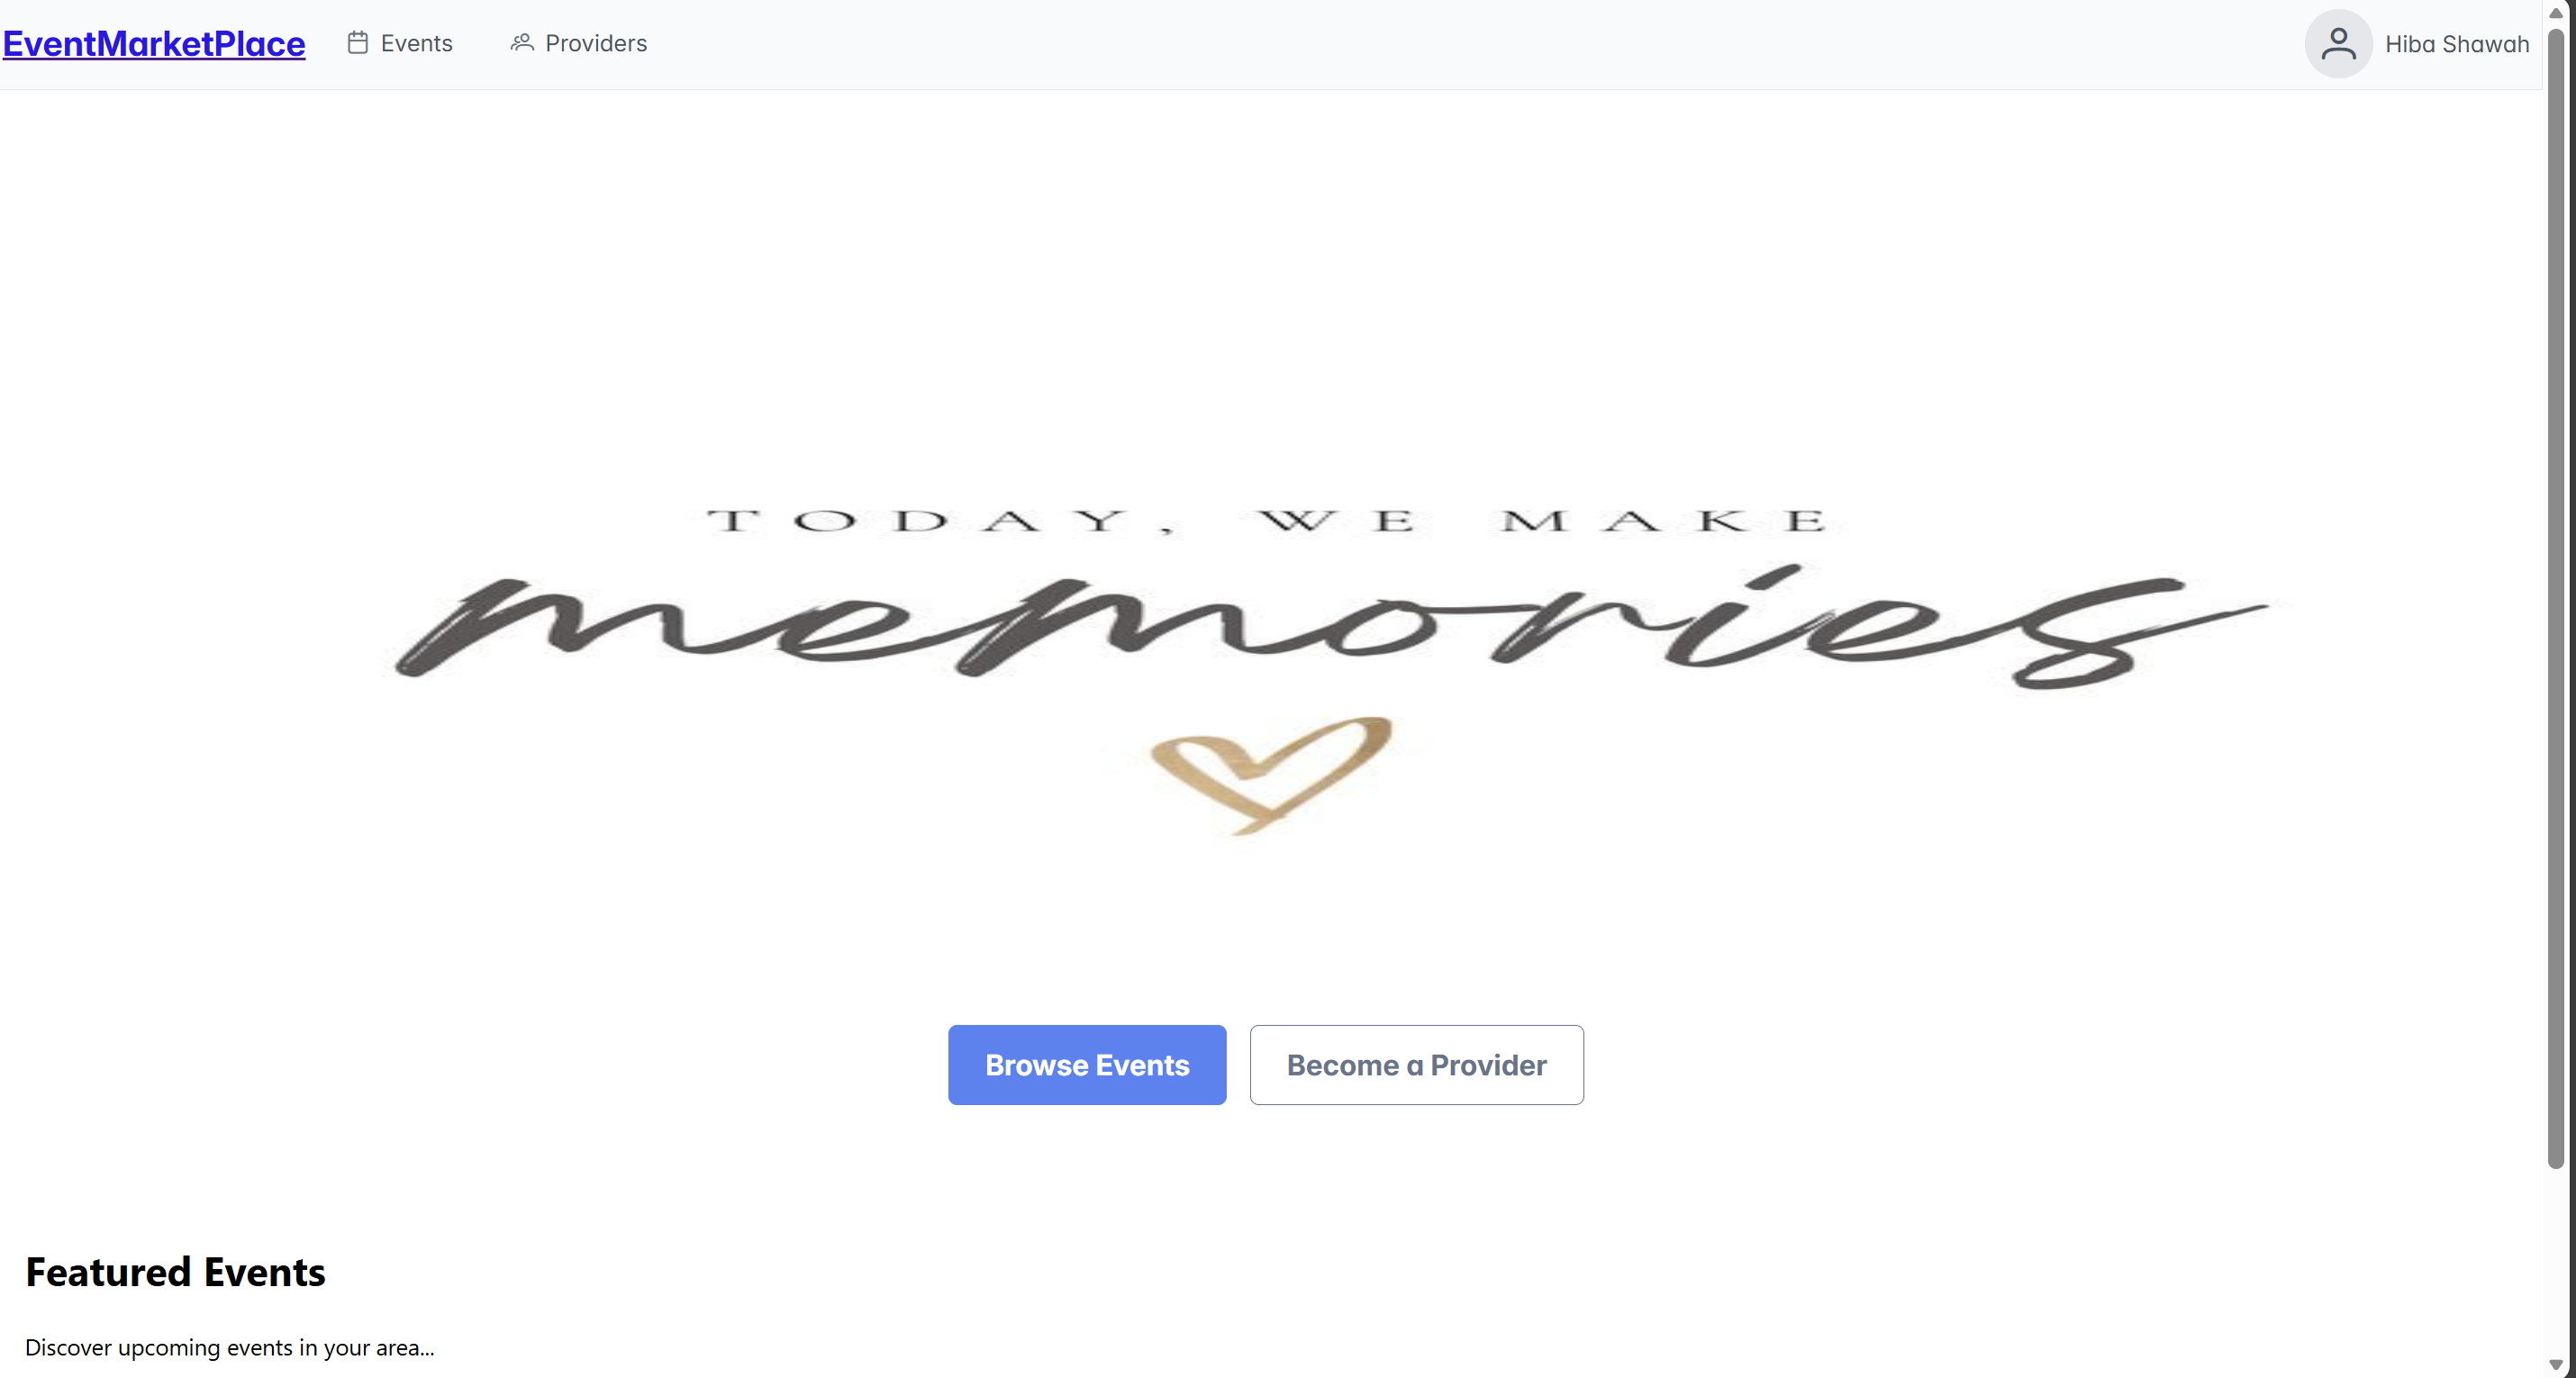 EventMarketPlace Events Providers Hiba Shawah
TODAY, WE MAKE
memories
Browse Events Become a Provider
Featured Events
Discover upcoming events in your area...